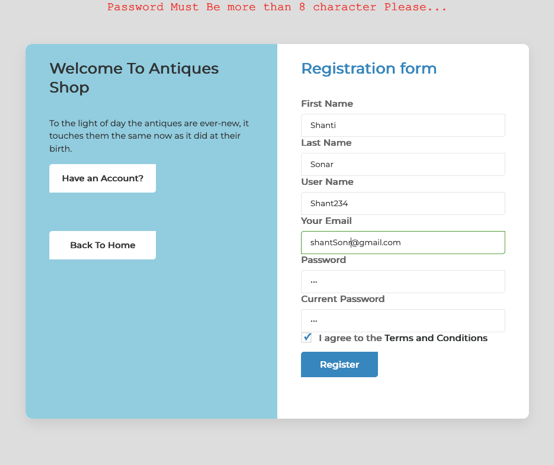 Password Must Be more than 8 character Please...
Welcome To Antiques
Shop
To the light of day the antiques are ever-new, it
touches them the same now as it did at their
birth.
Have an Account?
Back To Home
Registration form
First Name
Shanti
Last Name
Sonar
User Name
Shant234
Your Email
shantSonr@gmail.com
Password
•••
Current Password
•••
I agree to the Terms and Conditions
Register